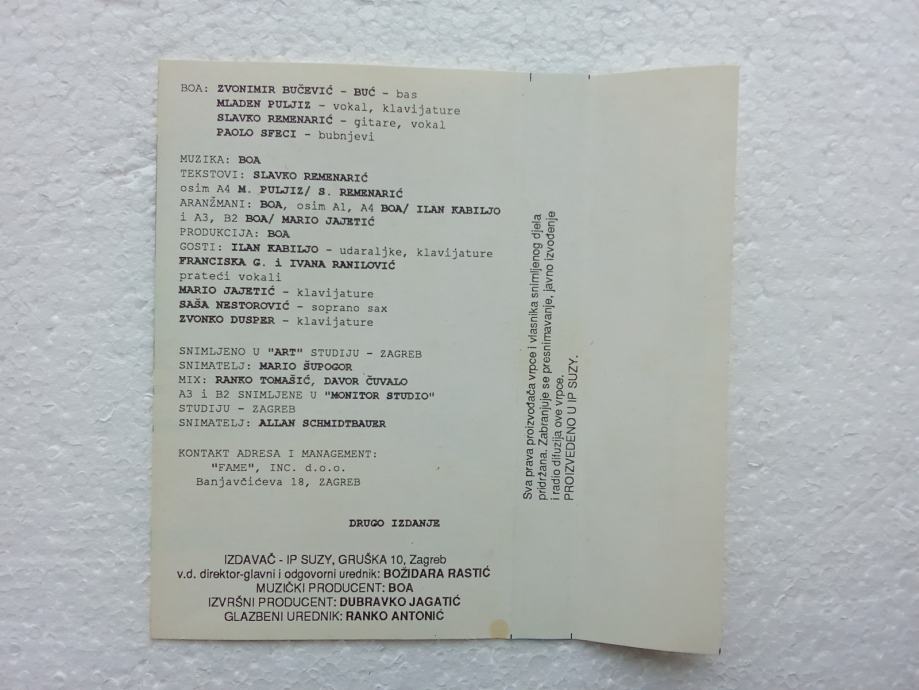 BOA: ZVONIMIR BUČEVIĆ - BUĆ - bas
MLADEN PULJIZ - vokal, klavijature
SLAVKO REMENARIĆ - gitare, vokal
PAOLO SFECI - bubnjevi
MUZIKA: BOA
TEKSTOVI: SLAVKO REMENARIĆ
osim A4 M. PULJIZ/ S. REMENARIĆ
ARANŽMANI: BOA, osim A1, A4 BOA/ ILAN KABILJO
i A3, B2 BOA/ MARIO JAJETIĆ
PRODUKCIJA: BOA
GOSTI: ILAN KABILJO - udaraljke, klavijature
FRANCISKA G. i IVANA RANILOVIĆ
prateći vokali
MARIO JAJETIĆ - klavijature
SAŠA NESTOROVIĆ - soprano sax
ZVONKO DUSPER - klavijature
SNIMLJENO U "ART" STUDIJU - ZAGREB
SNIMATELJ: MARIO ŠUPOGOR
MIX: RANKO TOMAŠIĆ, DAVOR ČUVALO
A3 i B2 SNIMLJENE U "MONITOR STUDIO"
STUDIJU - ZAGREB
SNIMATELJ: ALLAN SCHMIDTBAUER
KONTAKT ADRESA I MANAGEMENT:
"FAME", INC. d.o.o.
Banjavčićeva 18, ZAGREB
DRUGO IZDANJE
IZDAVAČ - IP SUZY, GRUŠKA 10, Zagreb
v.d. direktor-glavni i odgovorni urednik: BOŽIDARA RASTIĆ
MUZIČKI PRODUCENT: BOA
IZVRŠNI PRODUCENT: DUBRAVKO JAGATIĆ
GLAZBENI UREDNIK: RANKO ANTONIĆ
Sva prava proizvođača vrpce i vlasnika snimljenog djela
pridržana. Zabranjuje se presnimavanje, javno izvođenje
i radio difuzija ove vrpce.
PROIZVEDENO U IP SUZY.